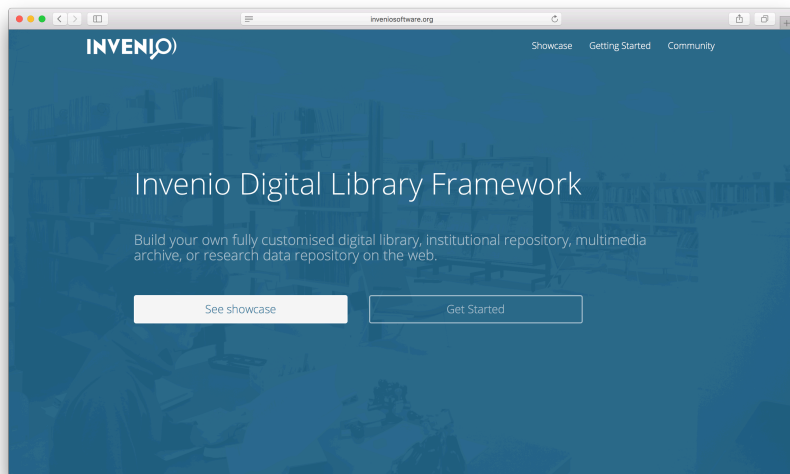 inveniosoftware.org
INVENIO
Showcase Getting Started Community
Invenio Digital Library Framework
Build your own fully customised digital library, institutional repository, multimedia
archive, or research data repository on the web.
See showcase Get Started